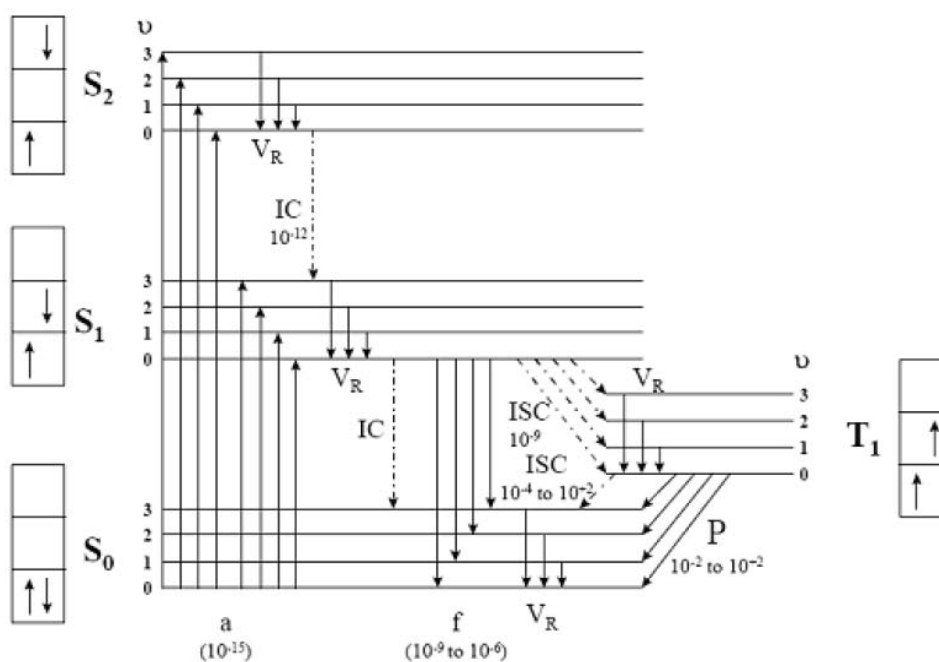 υ
3
2
1
0
S₂
V_R
IC
10⁻¹²
3
2
1
0
S₁
V_R
IC
ISC
10⁻⁹
ISC
10⁻⁴ to 10⁺²
υ
V_R
3
2
1
0
T₁
3
2
1
0
S₀
P
10⁻² to 10⁺²
a
(10⁻¹⁵)
f
(10⁻⁹ to 10⁻⁶)
V_R